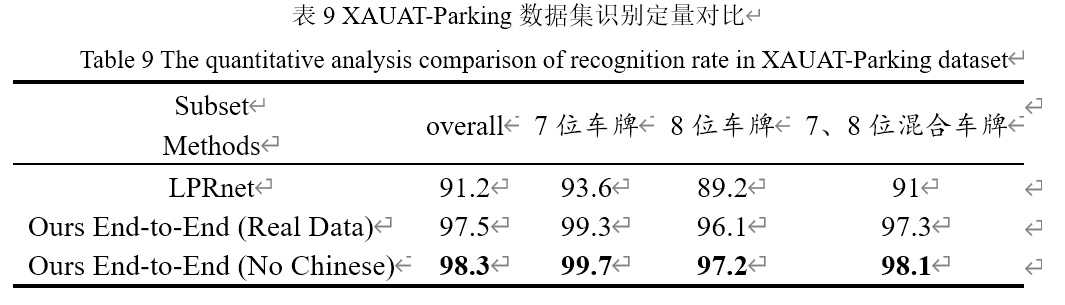 表 9 XAUAT-Parking 数据集识别定量对比
Table 9 The quantitative analysis comparison of recognition rate in XAUAT-Parking dataset
Subset
Methods
overall 7 位车牌 8 位车牌 7、8 位混合车牌
LPRnet 91.2 93.6 89.2 91
Ours End-to-End (Real Data) 97.5 99.3 96.1 97.3
Ours End-to-End (No Chinese) 98.3 99.7 97.2 98.1